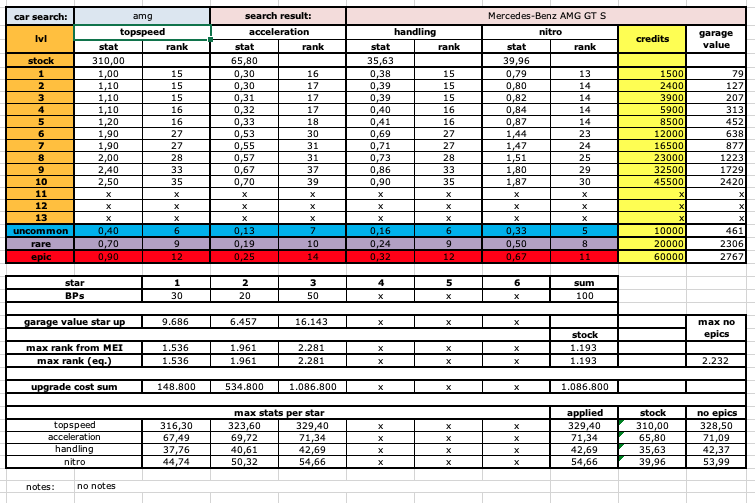 car search: amg search result: Mercedes-Benz AMG GT S
lvl topspeed acceleration handling nitro credits garage value
stat rank stat rank stat rank stat rank
stock 310,00 65,80 35,63 39,96
1 1,00 15 0,30 16 0,38 15 0,79 13 1500 79
2 1,10 15 0,30 17 0,39 15 0,80 14 2400 127
3 1,10 15 0,31 17 0,39 15 0,82 14 3900 207
4 1,10 16 0,32 17 0,40 16 0,84 14 5900 313
5 1,20 16 0,33 18 0,41 16 0,87 14 8500 452
6 1,90 27 0,53 30 0,69 27 1,44 23 12000 638
7 1,90 27 0,55 31 0,71 27 1,47 24 16500 877
8 2,00 28 0,57 31 0,73 28 1,51 25 23000 1223
9 2,40 33 0,67 37 0,86 33 1,80 29 32500 1729
10 2,50 35 0,70 39 0,90 35 1,87 30 45500 2420
11 x x x x x x x x x x
12 x x x x x x x x x x
13 x x x x x x x x x x
uncommon 0,40 6 0,13 7 0,16 6 0,33 5 10000 461
rare 0,70 9 0,19 10 0,24 9 0,50 8 20000 2306
epic 0,90 12 0,25 14 0,32 12 0,67 11 60000 2767
star 1 2 3 4 5 6 sum
BPs 30 20 50 x x x 100
garage value star up 9.686 6.457 16.143 x x x max no epics
stock
max rank from MEI 1.536 1.961 2.281 x x x 1.193
max rank (eq.) 1.536 1.961 2.281 x x x 1.193 2.232
upgrade cost sum 148.800 534.800 1.086.800 x x x 1.086.800
max stats per star applied stock no epics
topspeed 316,30 323,60 329,40 x x x 329,40 310,00 328,50
acceleration 67,49 69,72 71,34 x x x 71,34 65,80 71,09
handling 37,76 40,61 42,69 x x x 42,69 35,63 42,37
nitro 44,74 50,32 54,66 x x x 54,66 39,96 53,99
notes: no notes